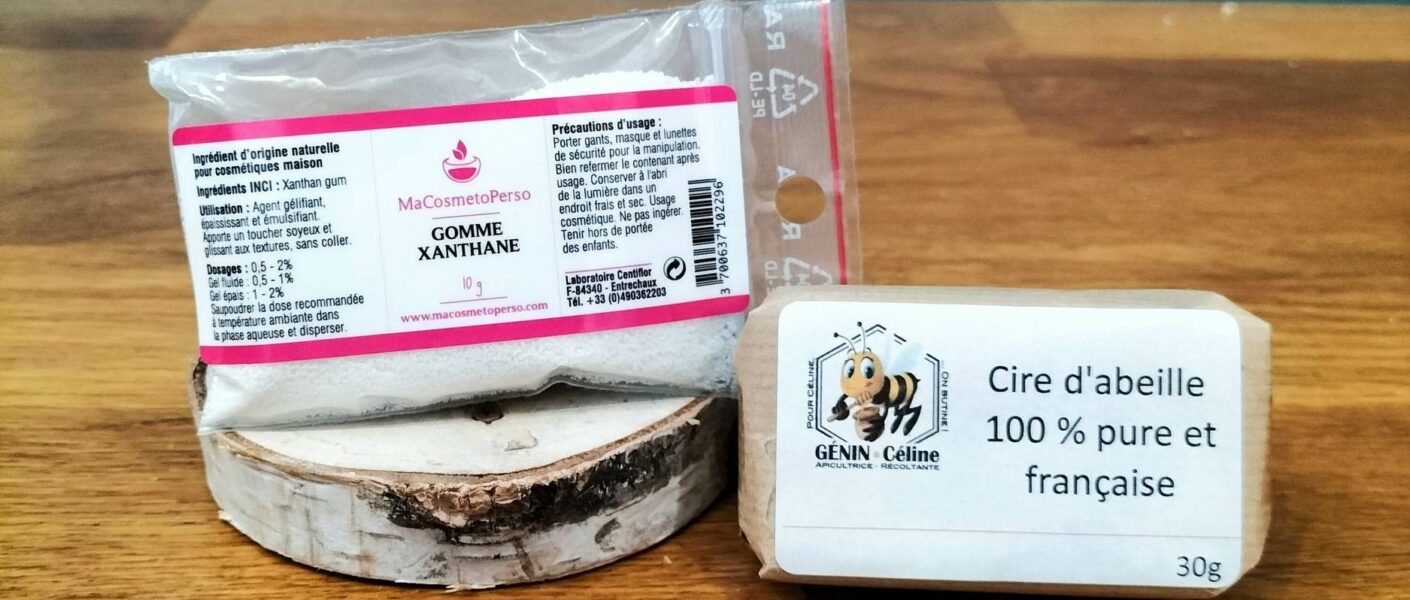 Ingrédient d'origine naturelle
pour cosmétiques maison
Ingrédients INCI : Xanthan gum
Utilisation : Agent gélifiant,
épaississant et émulsifiant.
Apporte un toucher soyeux et
glissant aux textures, sans coller.
Dosages : 0,5 - 2%
Gel fluide : 0,5 - 1%
Gel épais : 1 - 2%
Saupoudrer la dose recommandée
à température ambiante dans
la phase aqueuse et disperser.
MaCosmetoPerso
GOMME
XANTHANE
10 g
www.macosmetoperso.com
Précautions d'usage :
Porter gants, masque et lunettes
de sécurité pour la manipulation.
Bien refermer le contenant après
usage. Conserver à l'abri
de la lumière dans un
endroit frais et sec. Usage
cosmétique. Ne pas ingérer.
Tenir hors de portée
des enfants.
Laboratoire Centiflor
F-84340 - Entrechaux
Tél. +33 (0)490362203
3 700637 102296
04
PE-LD
POUR CÉLINE
...ON BUTINE !
GÉNIN Céline
APICULTRICE - RÉCOLTANTE
Cire d'abeille
100 % pure et
française
30g